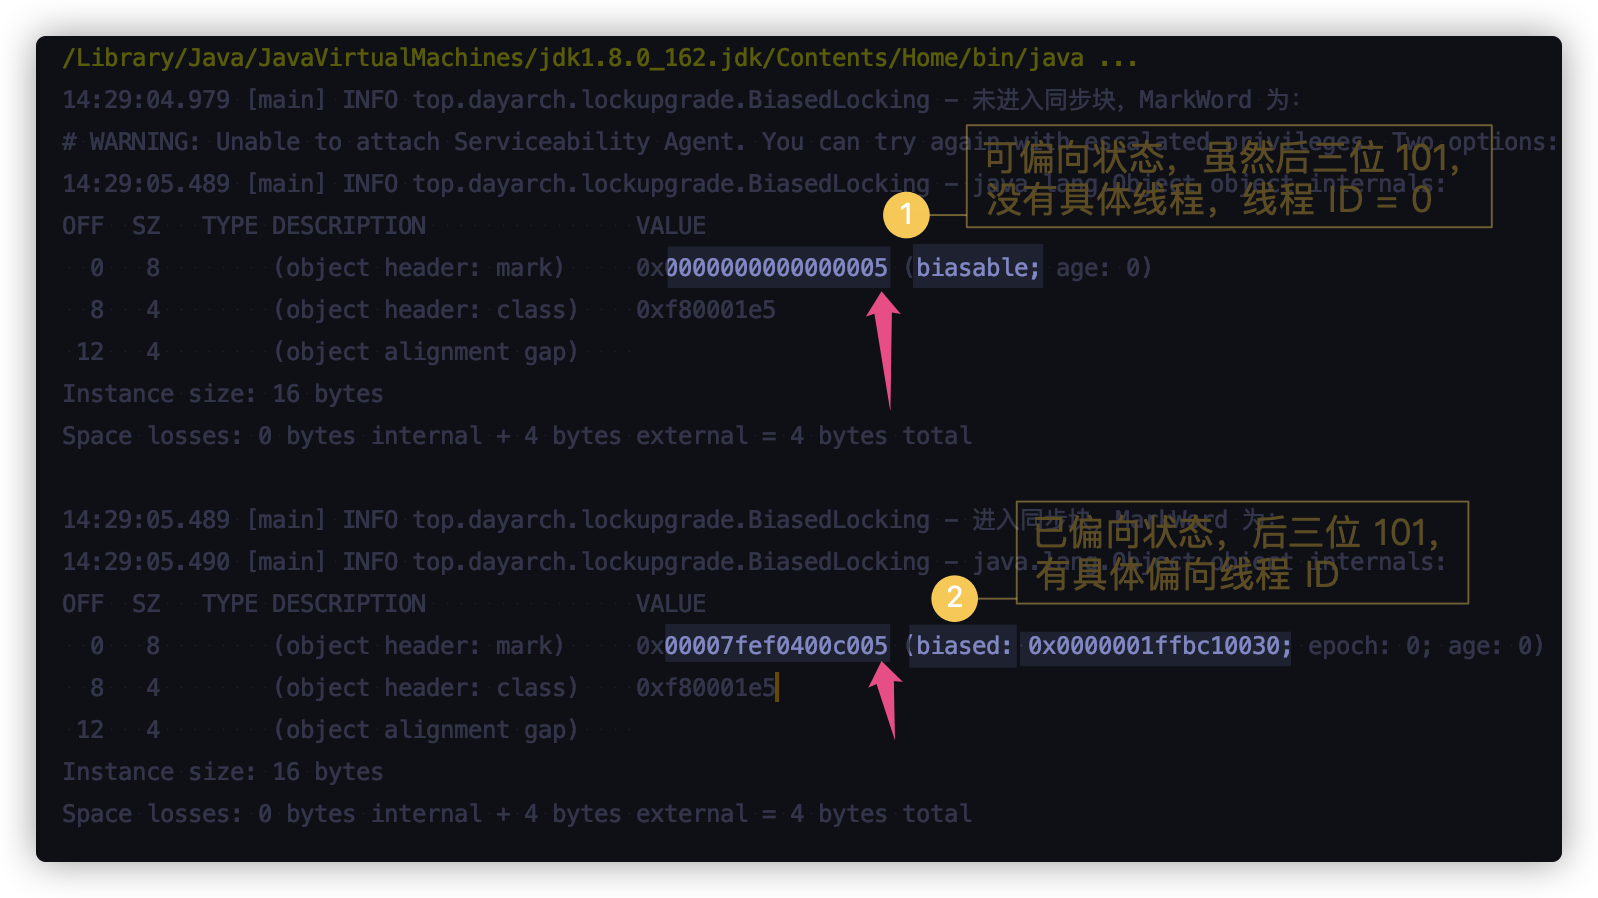 /Library/Java/JavaVirtualMachines/jdk1.8.0_162.jdk/Contents/Home/bin/java ...
14:29:04.979 [main] INFO top.dayarch.lockupgrade.BiasedLocking – 未进入同步块，MarkWord 为：
# WARNING: Unable to attach Serviceability Agent. You can try again with escalated privileges. Two options:
可偏向状态，虽然后三位 101，
14:29:05.489 [main] INFO top.dayarch.lockupgrade.BiasedLocking – java.lang.Object object internals:
没有具体线程，线程 ID = 0
1
OFF SZ TYPE DESCRIPTION VALUE
0 8 (object header: mark) 0x0000000000000005 (biasable; age: 0)
8 4 (object header: class) 0xf80001e5
12 4 (object alignment gap)
Instance size: 16 bytes
Space losses: 0 bytes internal + 4 bytes external = 4 bytes total
14:29:05.489 [main] INFO top.dayarch.lockupgrade.BiasedLocking – 进入同步块，MarkWord 为：
已偏向状态，后三位 101，
14:29:05.490 [main] INFO top.dayarch.lockupgrade.BiasedLocking – java.lang.Object object internals:
有具体偏向线程 ID
2
OFF SZ TYPE DESCRIPTION VALUE
0 8 (object header: mark) 0x00007fef0400c005 (biased: 0x0000001ffbc10030; epoch: 0; age: 0)
8 4 (object header: class) 0xf80001e5
12 4 (object alignment gap)
Instance size: 16 bytes
Space losses: 0 bytes internal + 4 bytes external = 4 bytes total